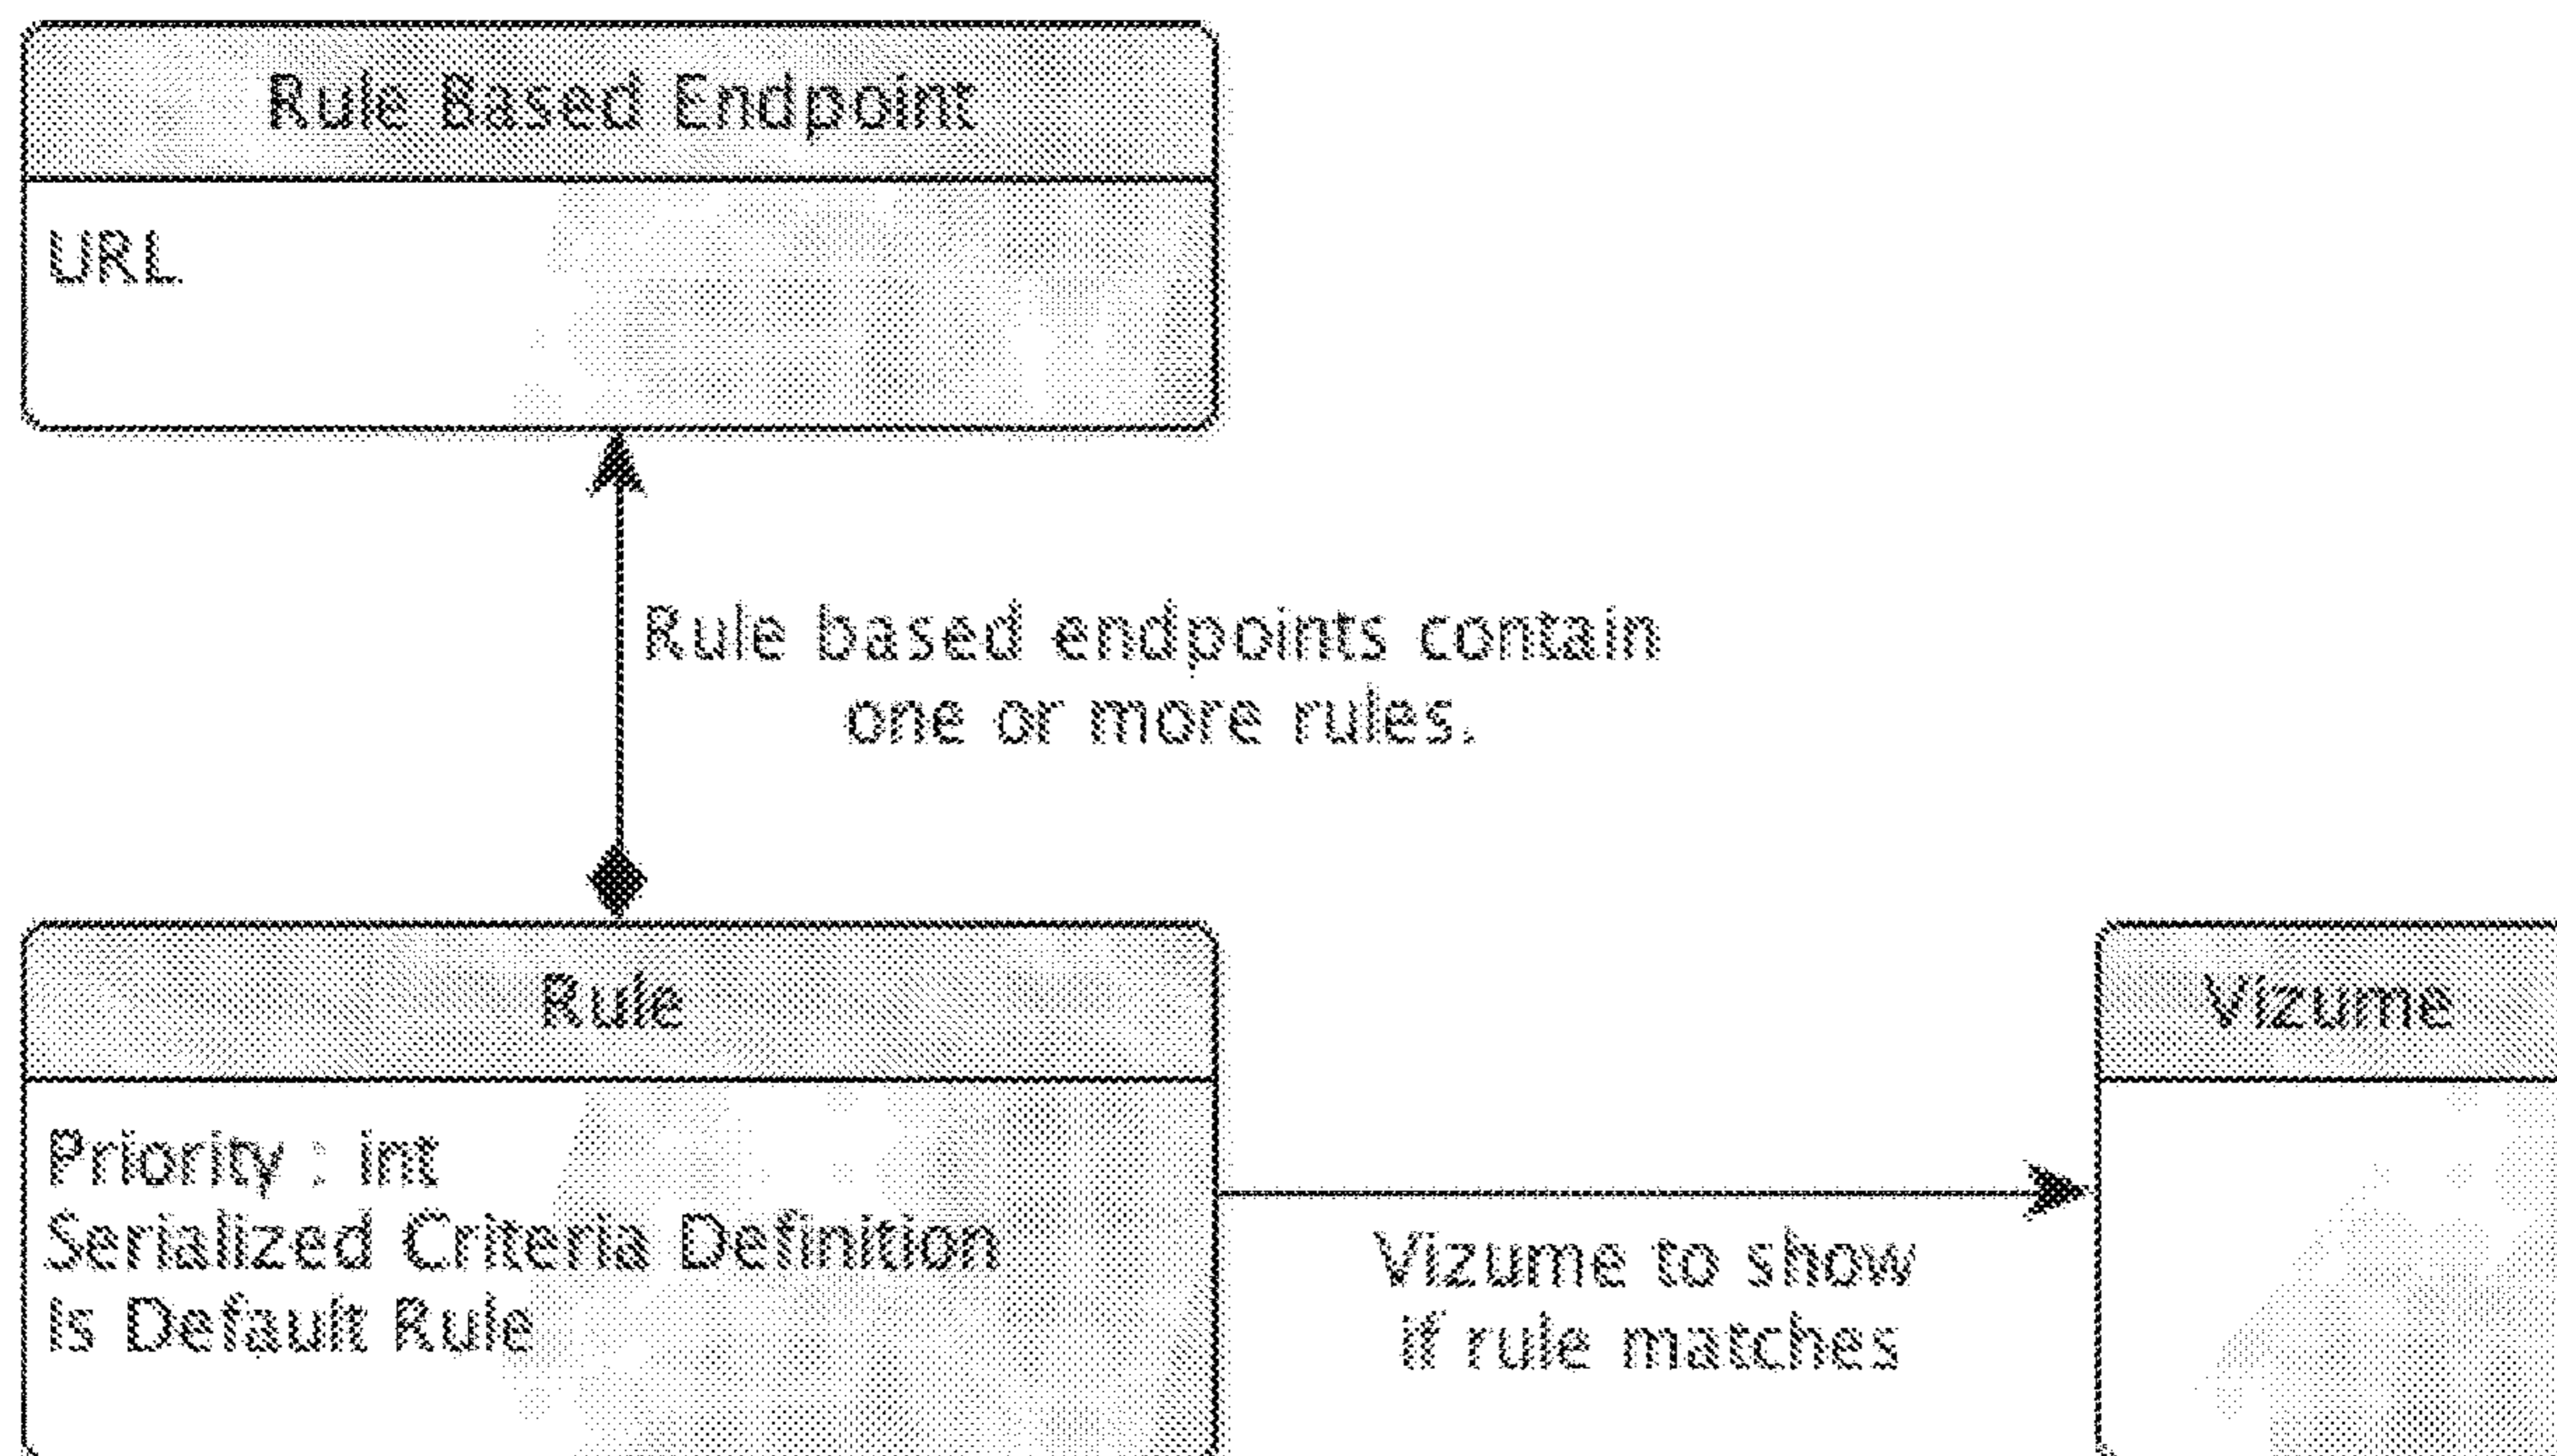 Rule Based Endpoint
URL
Rule based endpoints contain
one or more rules.
Rule
Priority : int
Serialized Criteria Definition
Is Default Rule
Vizume to show
if rule matches
Vizume